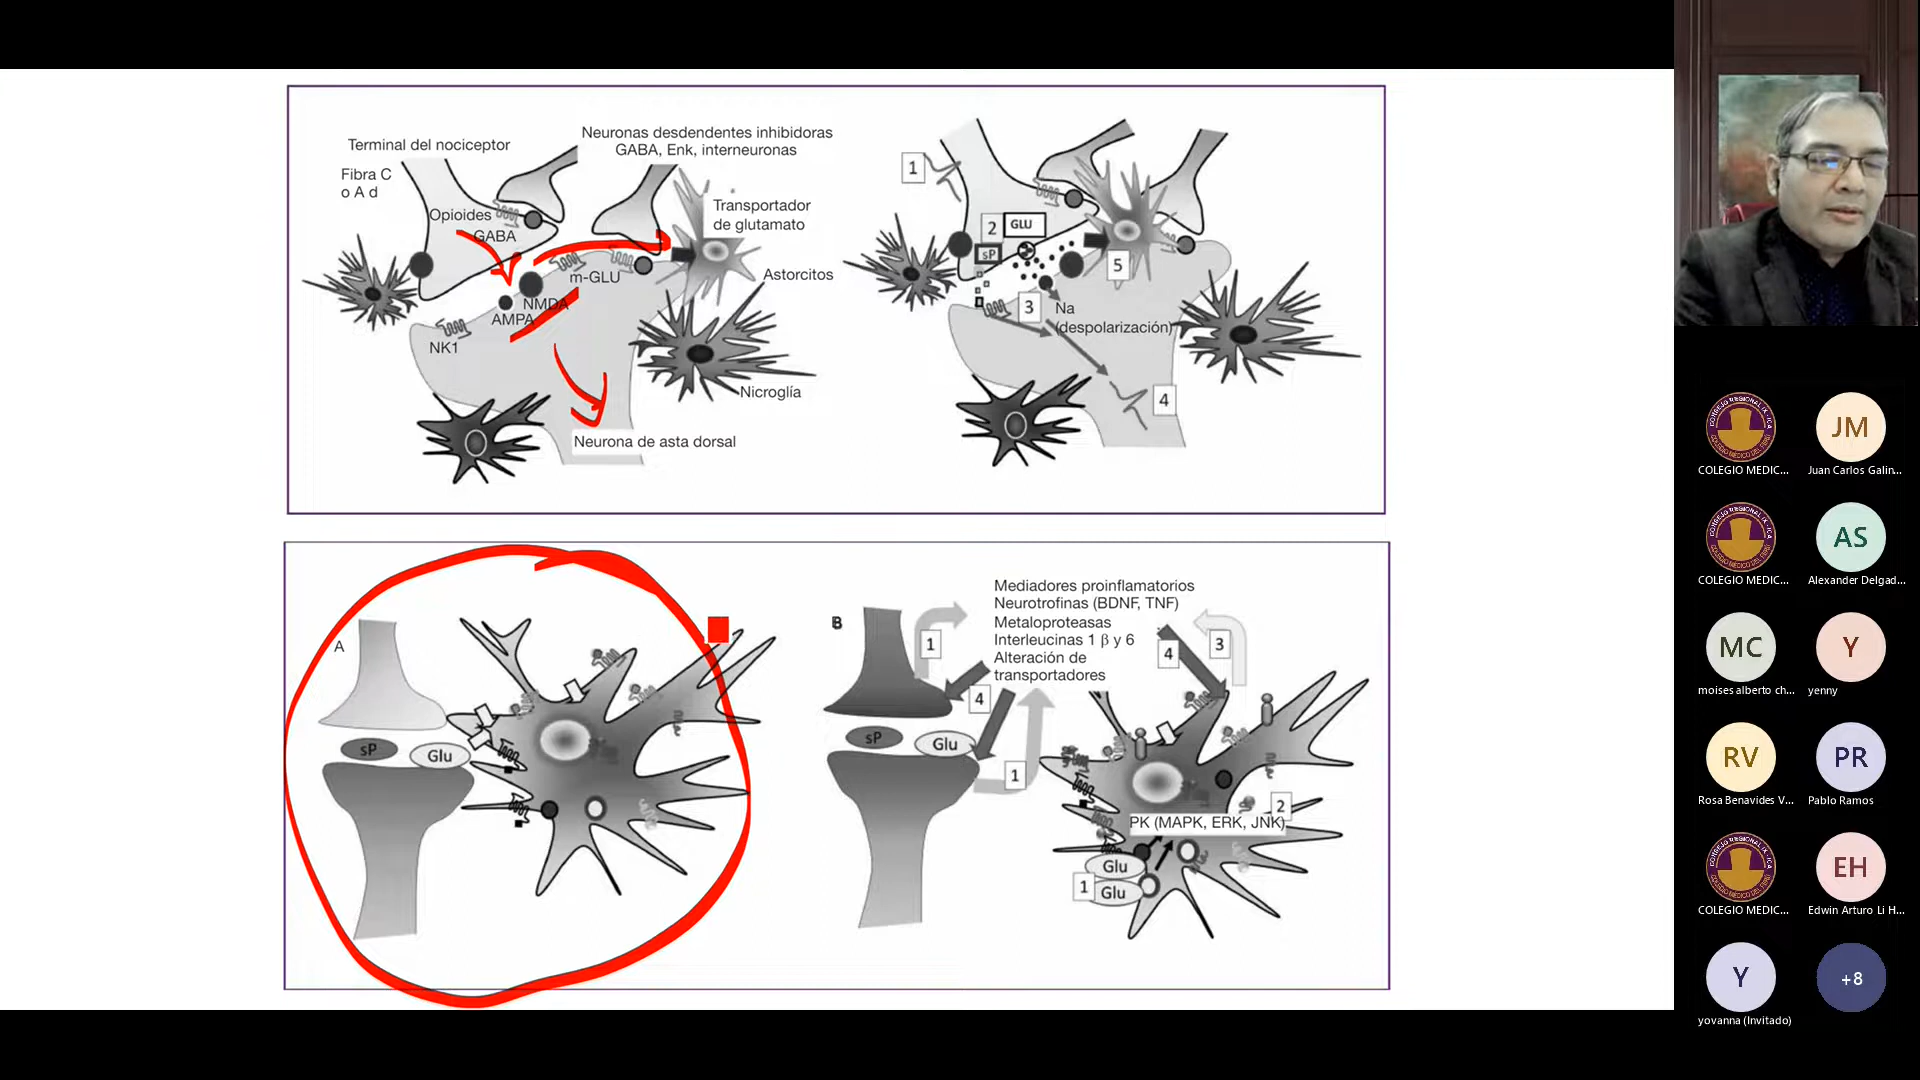 Terminal del nociceptor
Fibra C
o A d
Neuronas desdendentes inhibidoras
GABA, Enk, interneuronas
Opioides
GABA
Transportador
de glutamato
m-GLU
Astorcitos
NMDA
AMPA
NK1
Nicroglía
Neurona de asta dorsal
1
2
GLU
sP
5
3
Na
(despolarización)
4
A
sP
Glu
B
Mediadores proinflamatorios
Neurotrofinas (BDNF, TNF)
Metaloproteasas
Interleucinas 1 β y 6
Alteración de
transportadores
1
4
3
4
sP
Glu
1
2
PK (MAPK, ERK, JNK)
Glu
1
Glu
JM
COLEGIO MEDIC...
Juan Carlos Galin...
AS
COLEGIO MEDIC...
Alexander Delgad...
MC
Y
moises alberto ch...
yenny
RV
PR
Rosa Benavides V...
Pablo Ramos
EH
COLEGIO MEDIC...
Edwin Arturo Li H...
Y
+8
yovanna (Invitado)